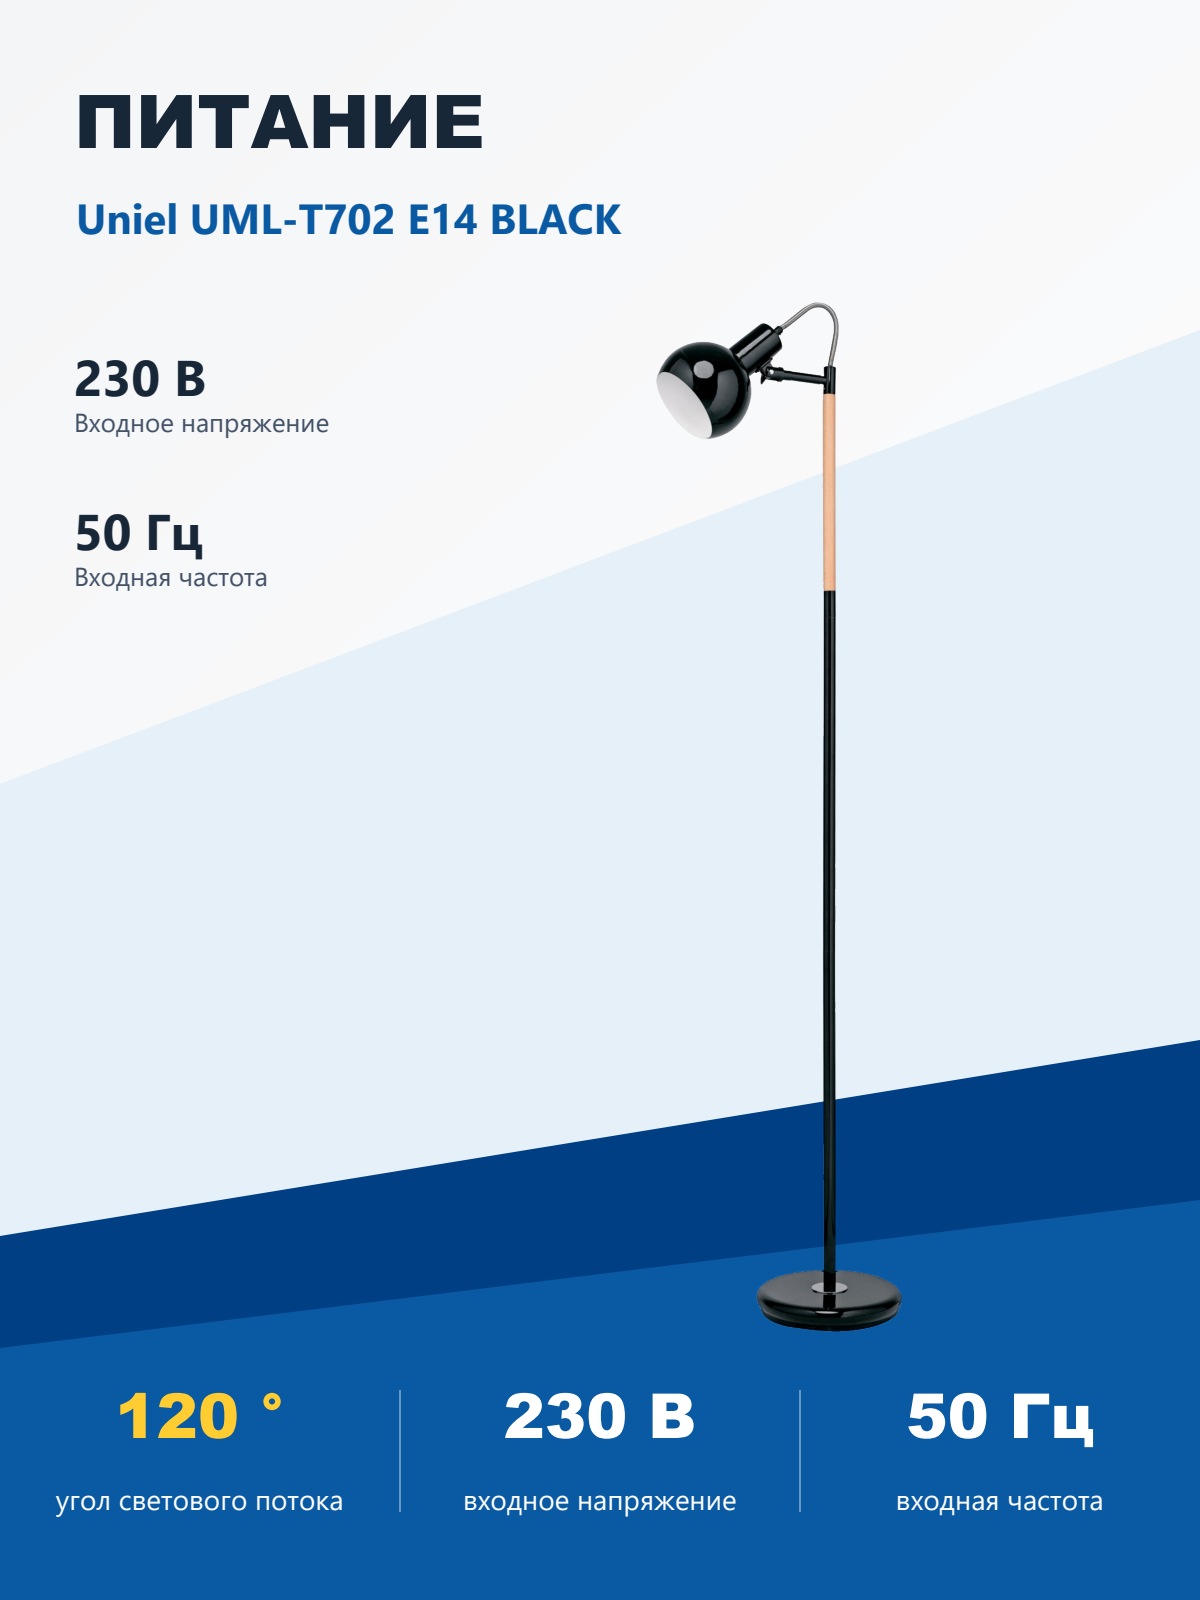 ПИТАНИЕ
Uniel UML-T702 E14 BLACK
230 В
Входное напряжение
50 Гц
Входная частота
120 °
угол светового потока
230 В
входное напряжение
50 Гц
входная частота